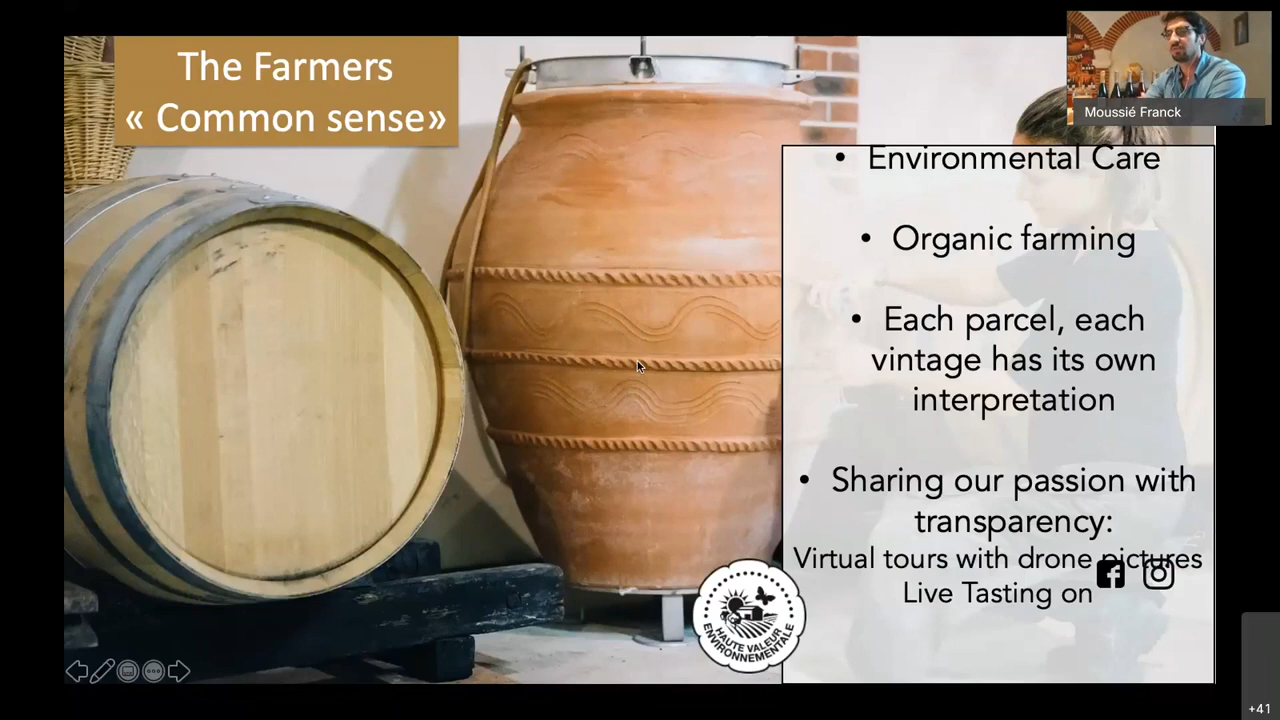 The Farmers
« Common sense»
Moussié Franck
• Environmental Care
• Organic farming
• Each parcel, each
vintage has its own
interpretation
• Sharing our passion with
transparency:
Virtual tours with drone pictures
Live Tasting on
HAUTE VALEUR
ENVIRONNEMENTALE
+41